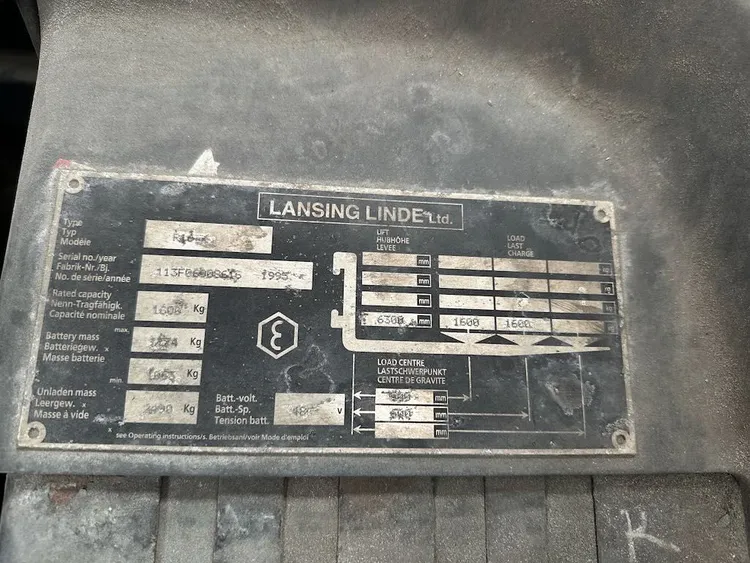 LANSING LINDE Ltd.
Type
Typ
Modèle
LIFT
HUBHÖHE
LEVEE
LOAD
LAST
CHARGE
Serial no./year
Fabrik-Nr./Bj.
No. de série/année
1995
mm
kg
mm
kg
Rated capacity
Nenn-Tragfähigk.
Capacité nominale
1600 Kg
mm
kg
6300 mm 1600 1600 kg
Battery mass
Batteriegew.
Masse batterie
max.
Kg
min.
Kg
Unladen mass
Leergew.
Masse à vide
Kg
Batt.-volt.
Batt.-Sp.
Tension batt.
48 V
LOAD CENTRE
LASTSCHWERPUNKT
CENTRE DE GRAVITE
mm
mm
mm
see Operating instructions/s. Betriebsanl/voir Mode d'emploi
K